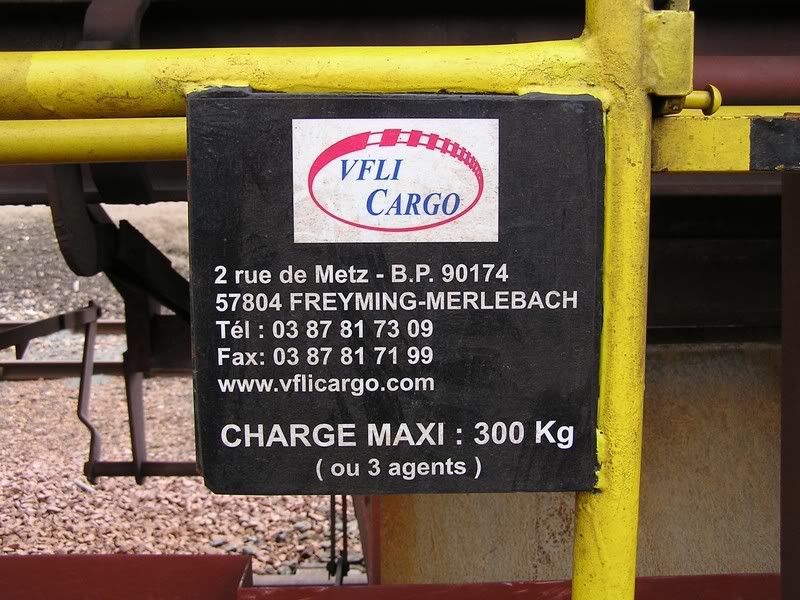 VFLI
CARGO
2 rue de Metz - B.P. 90174
57804 FREYMING-MERLEBACH
Tél : 03 87 81 73 09
Fax: 03 87 81 71 99
www.vflicargo.com
CHARGE MAXI : 300 Kg
( ou 3 agents )